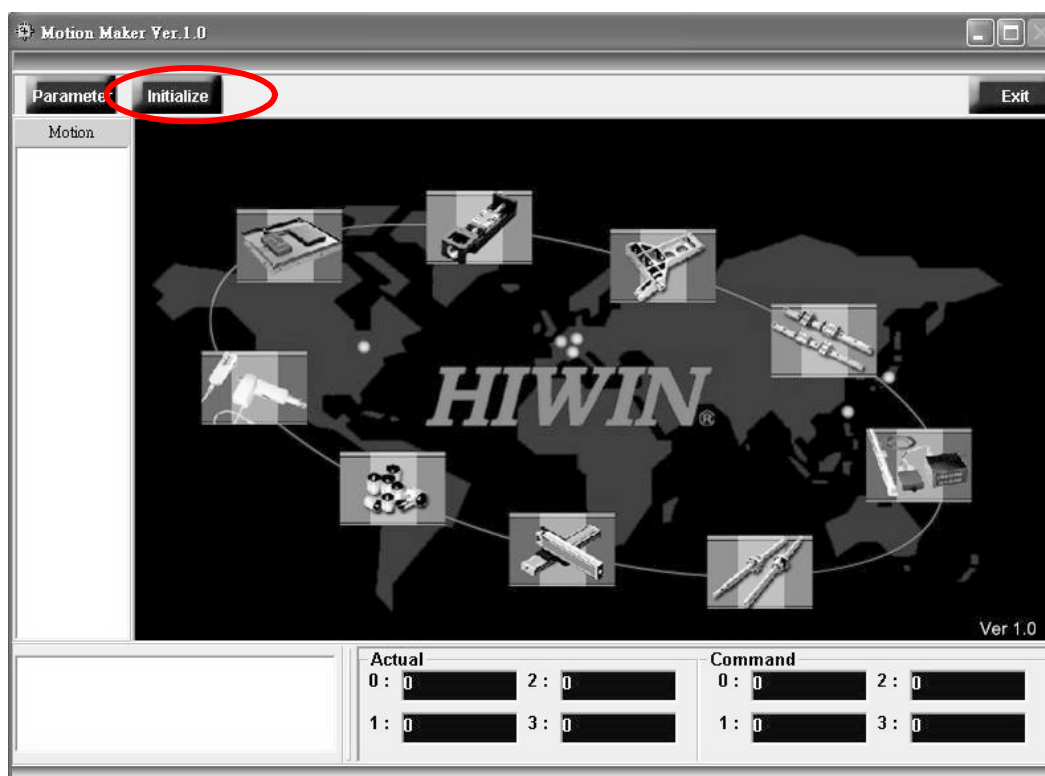 Motion Maker Ver.1.0
Parameter Initialize Exit
Motion
HIWIN®
Ver 1.0
Actual Command
0 : 0 2 : 0 0 : 0 2 : 0
1 : 0 3 : 0 1 : 0 3 : 0